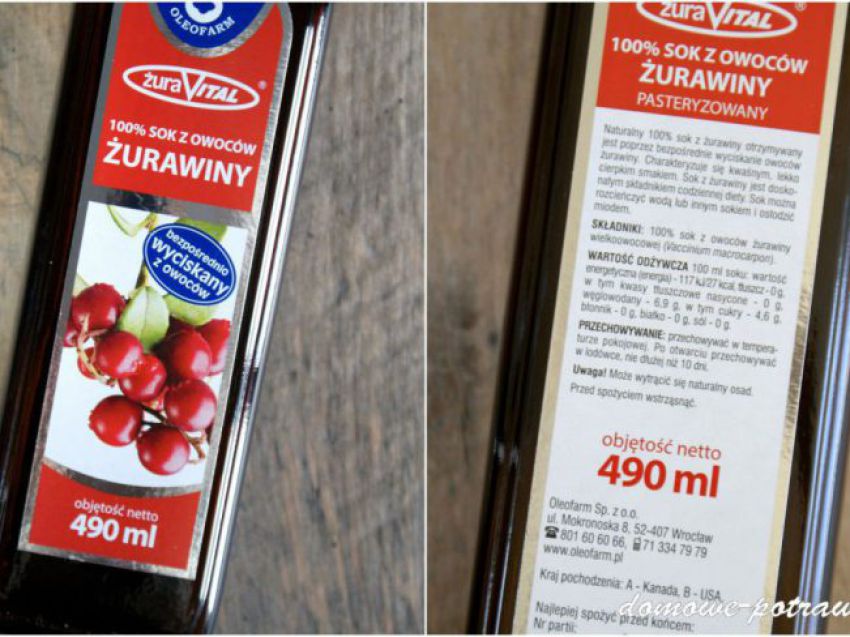 OLEOFARM
żuraVITAL®
100% SOK Z OWOCÓW
ŻURAWINY
bezpośrednio
wyciskany
z owoców
objętość netto
490 ml
żuraVITAL®
100% SOK Z OWOCÓW
ŻURAWINY
PASTERYZOWANY
Naturalny 100% sok z żurawiny otrzymywany
jest poprzez bezpośrednie wyciskanie owoców
żurawiny. Charakteryzuje się kwaśnym, lekko
cierpkim smakiem. Sok z żurawiny jest dosko-
nałym składnikiem codziennej diety. Sok można
rozcieńczyć wodą lub innym sokiem i osłodzić
miodem.
SKŁADNIKI: 100% sok z owoców żurawiny
wielkoowocowej (Vaccinium macrocarpon).
WARTOŚĆ ODŻYWCZA 100 ml soku: wartość
energetyczna (energia) - 117 kJ/27 kcal, tłuszcz - 0 g,
w tym kwasy tłuszczowe nasycone - 0 g,
węglowodany - 6,9 g, w tym cukry - 4,6 g,
błonnik - 0 g, białko - 0 g, sól - 0 g.
PRZECHOWYWANIE: przechowywać w tempera-
turze pokojowej. Po otwarciu przechowywać
w lodówce, nie dłużej niż 10 dni.
Uwaga! Może wytrącić się naturalny osad.
Przed spożyciem wstrząsnąć.
objętość netto
490 ml
Oleofarm Sp. z o.o.
ul. Mokronoska 8, 52-407 Wrocław
801 60 60 66, 71 334 79 79
www.oleofarm.pl
Kraj pochodzenia: A - Kanada, B - USA.
Najlepiej spożyć przed końcem:
Nr partii:
domowe-potraw